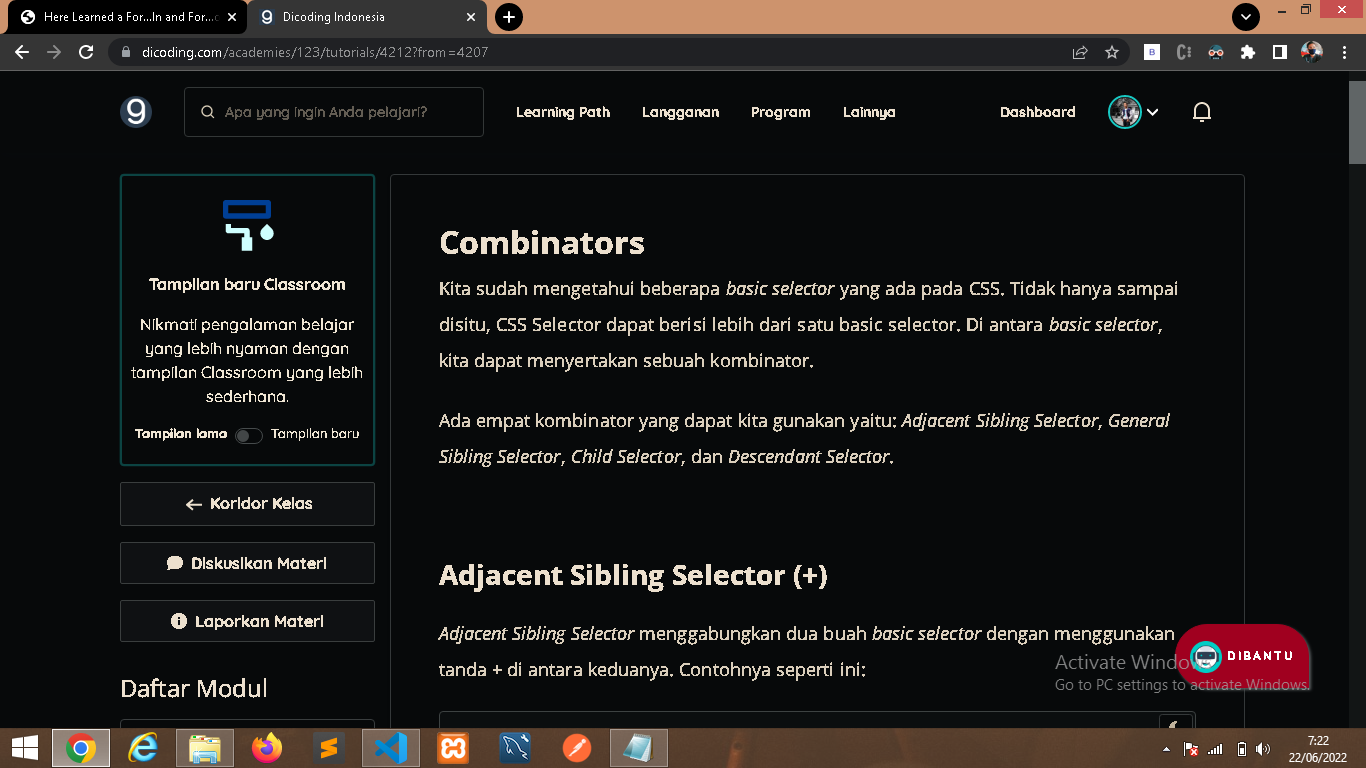 Here Learned a For...In and For...
Dicoding Indonesia
dicoding.com/academies/123/tutorials/4212?from=4207
Apa yang ingin Anda pelajari?
Learning Path
Langganan
Program
Lainnya
Dashboard
Tampilan baru Classroom
Nikmati pengalaman belajar
yang lebih nyaman dengan
tampilan Classroom yang lebih
sederhana.
Tampilan lama
Tampilan baru
Koridor Kelas
Diskusikan Materi
Laporkan Materi
Daftar Modul
Combinators
Kita sudah mengetahui beberapa basic selector yang ada pada CSS. Tidak hanya sampai
disitu, CSS Selector dapat berisi lebih dari satu basic selector. Di antara basic selector,
kita dapat menyertakan sebuah kombinator.
Ada empat kombinator yang dapat kita gunakan yaitu: Adjacent Sibling Selector, General
Sibling Selector, Child Selector, dan Descendant Selector.
Adjacent Sibling Selector (+)
Adjacent Sibling Selector menggabungkan dua buah basic selector dengan menggunakan
tanda + di antara keduanya. Contohnya seperti ini:
DIBANTU
Activate Windo
Go to PC settings to activate Windows.
7:22
22/06/2022